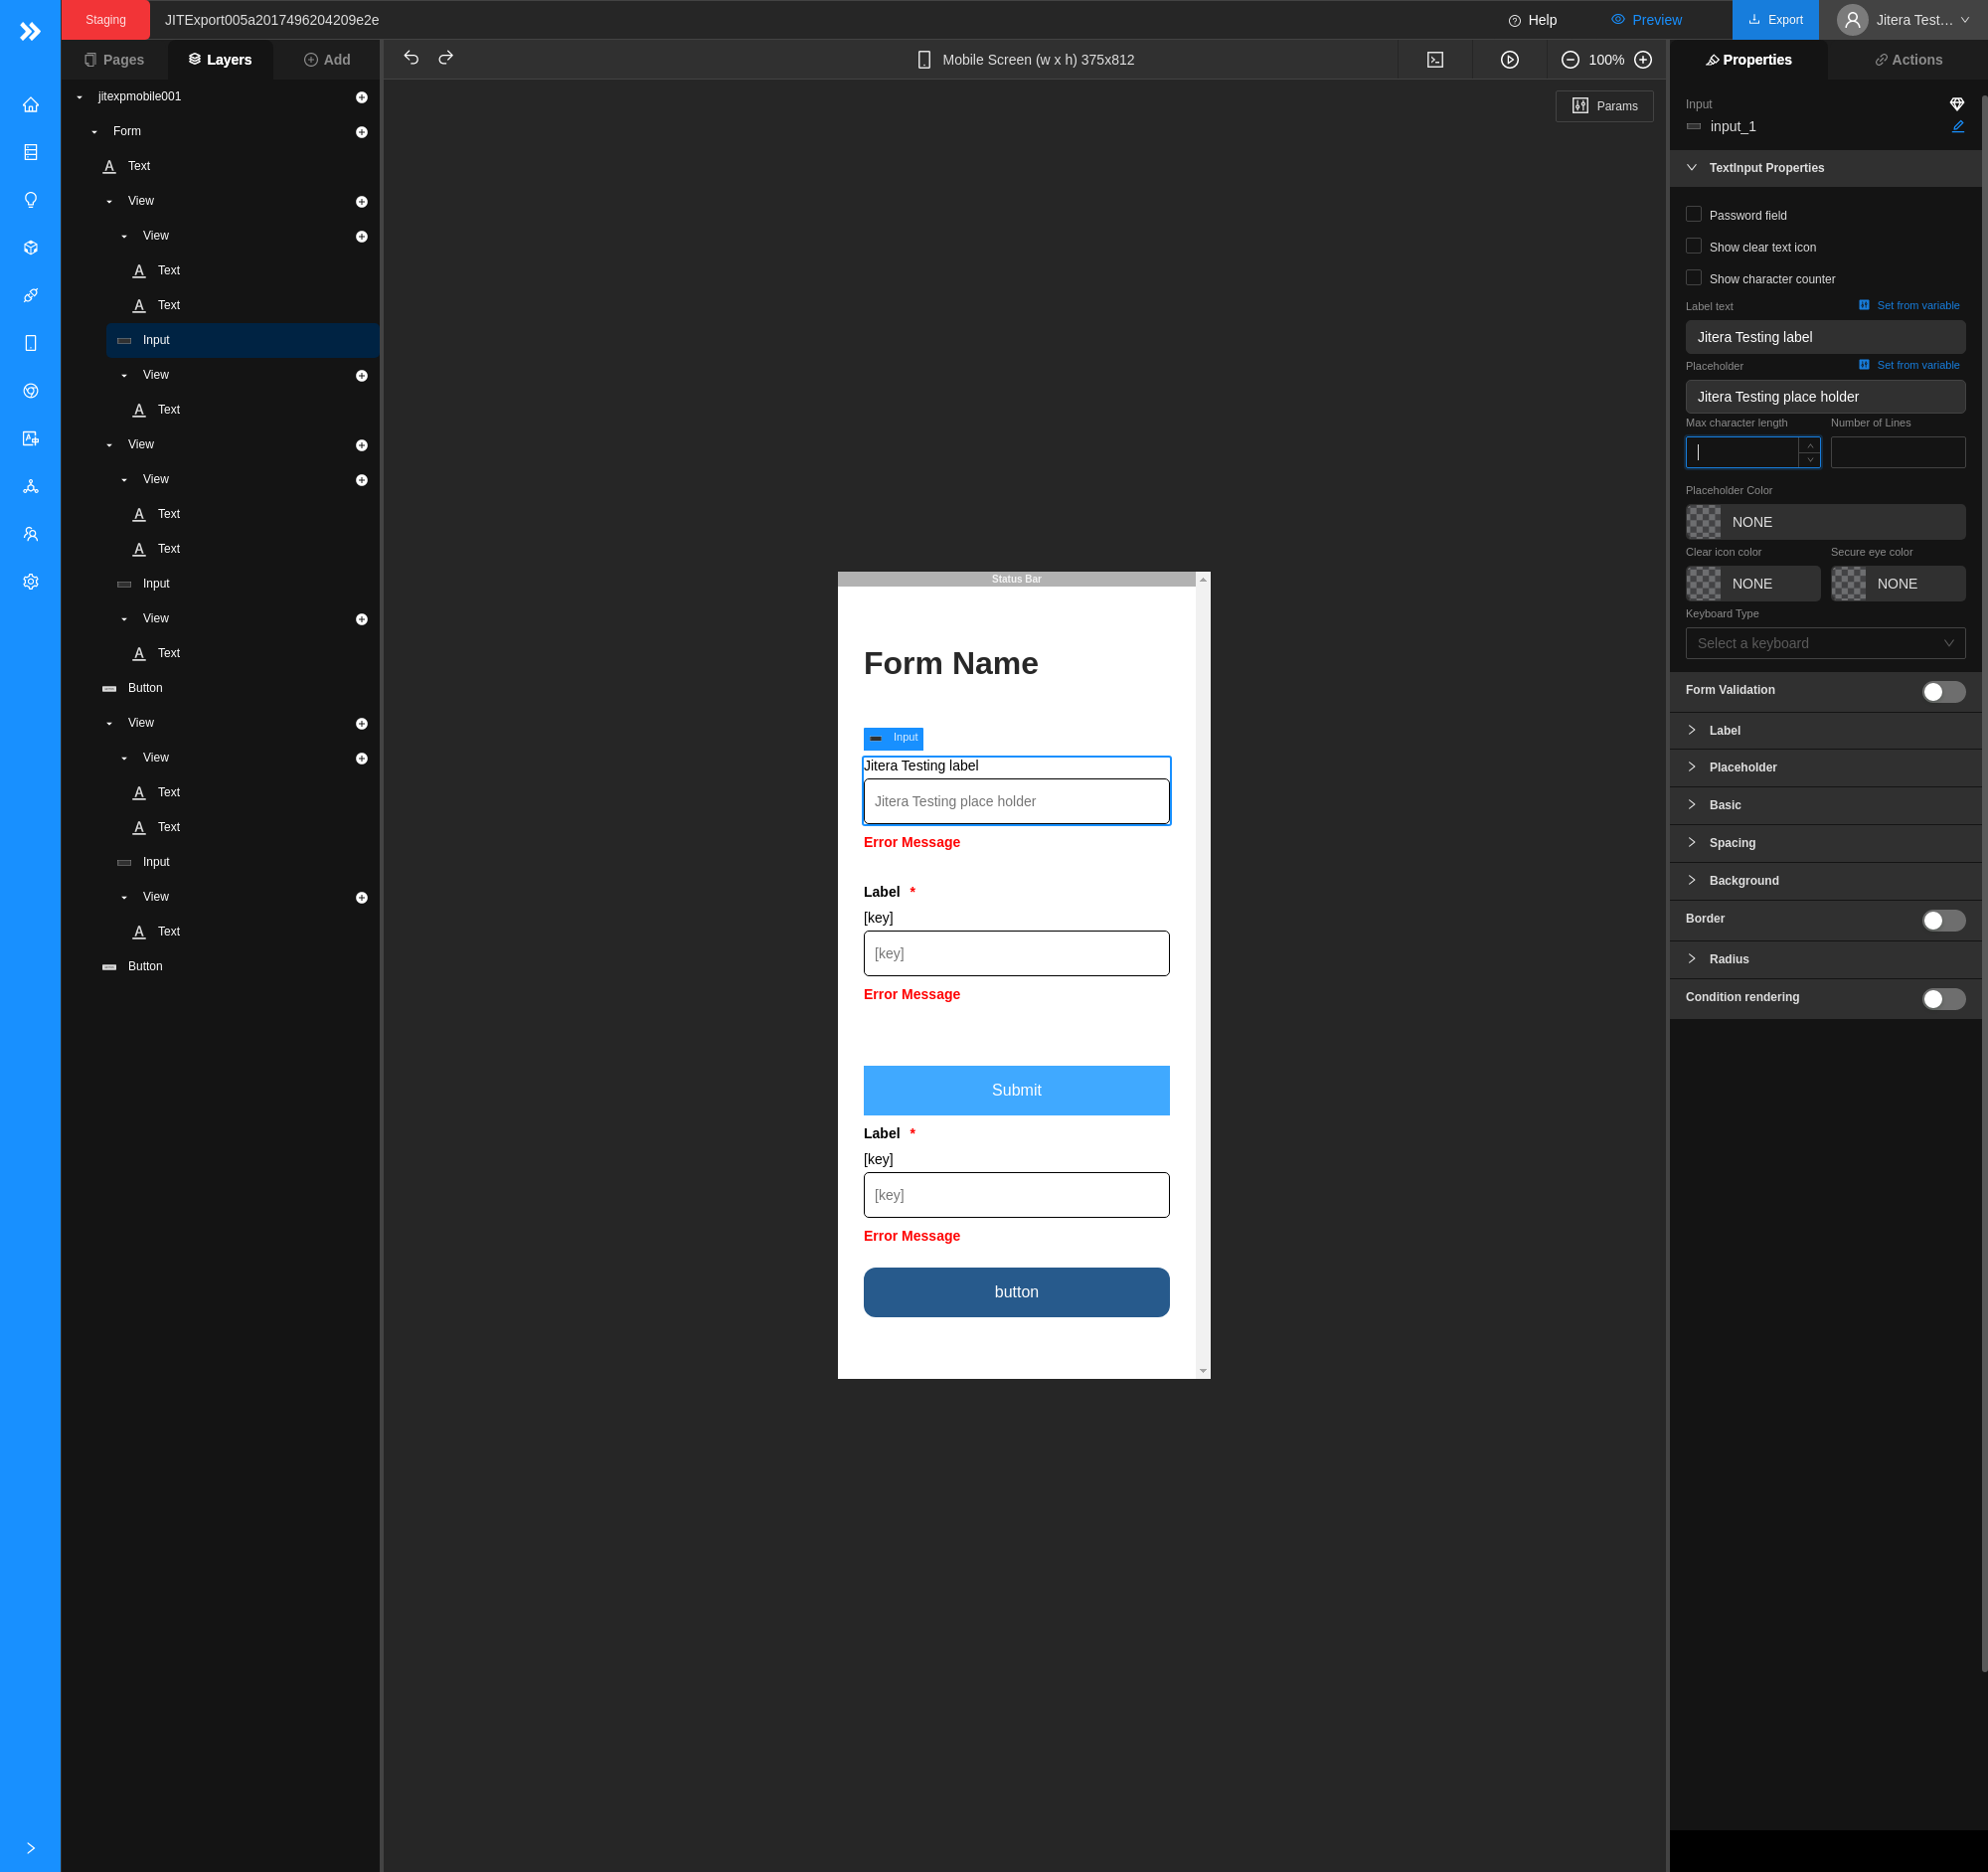 Staging
JITExport005a2017496204209e2e
Help
Preview
Export
Jitera Test...
Pages
Layers
Add
Mobile Screen (w x h) 375x812
100%
Properties
Actions
jitexpmobile001
Form
Text
View
View
Text
Text
Input
View
Text
View
View
Text
Text
Input
View
Text
Button
View
View
Text
Text
Input
View
Text
Button
Params
Status Bar
Form Name
Input
Jitera Testing label
Jitera Testing place holder
Error Message
Label *
[key]
[key]
Error Message
Submit
Label *
[key]
[key]
Error Message
button
Input
input_1
TextInput Properties
Password field
Show clear text icon
Show character counter
Label text
Set from variable
Jitera Testing label
Placeholder
Set from variable
Jitera Testing place holder
Max character length
Number of Lines
Placeholder Color
NONE
Clear icon color
Secure eye color
NONE
NONE
Keyboard Type
Select a keyboard
Form Validation
Label
Placeholder
Basic
Spacing
Background
Border
Radius
Condition rendering